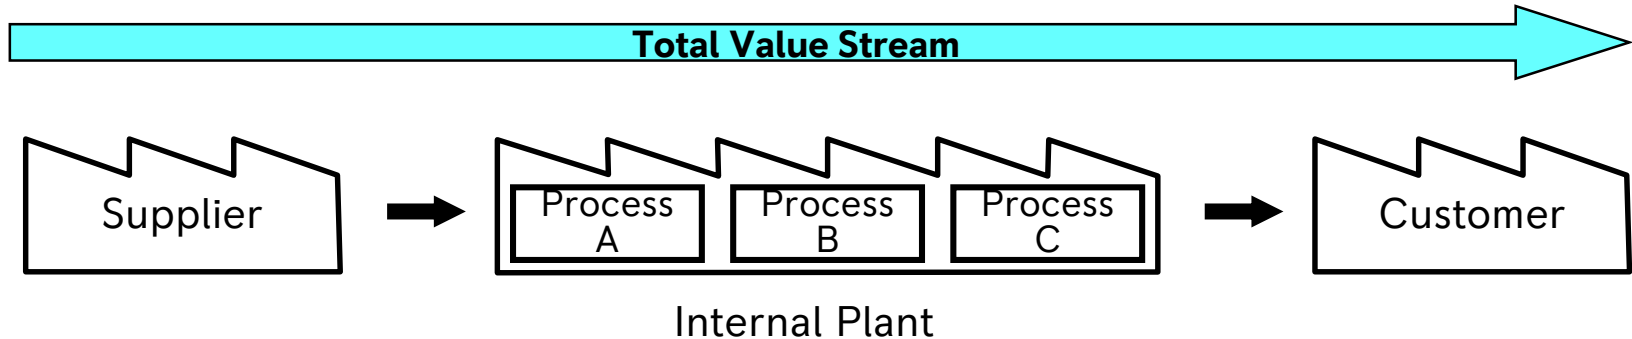 Total Value Stream
Supplier
Process
A
Process
B
Process
C
Customer
Internal Plant